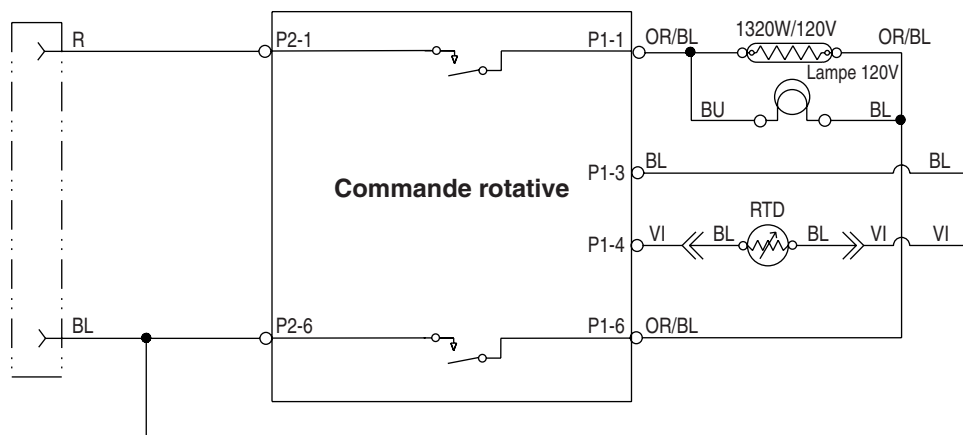 R P2-1 P1-1 OR/BL 1320W/120V OR/BL
Lampe 120V
BU BL
P1-3 BL BL
Commande rotative
RTD
P1-4 VI BL BL VI VI
BL P2-6 P1-6 OR/BL